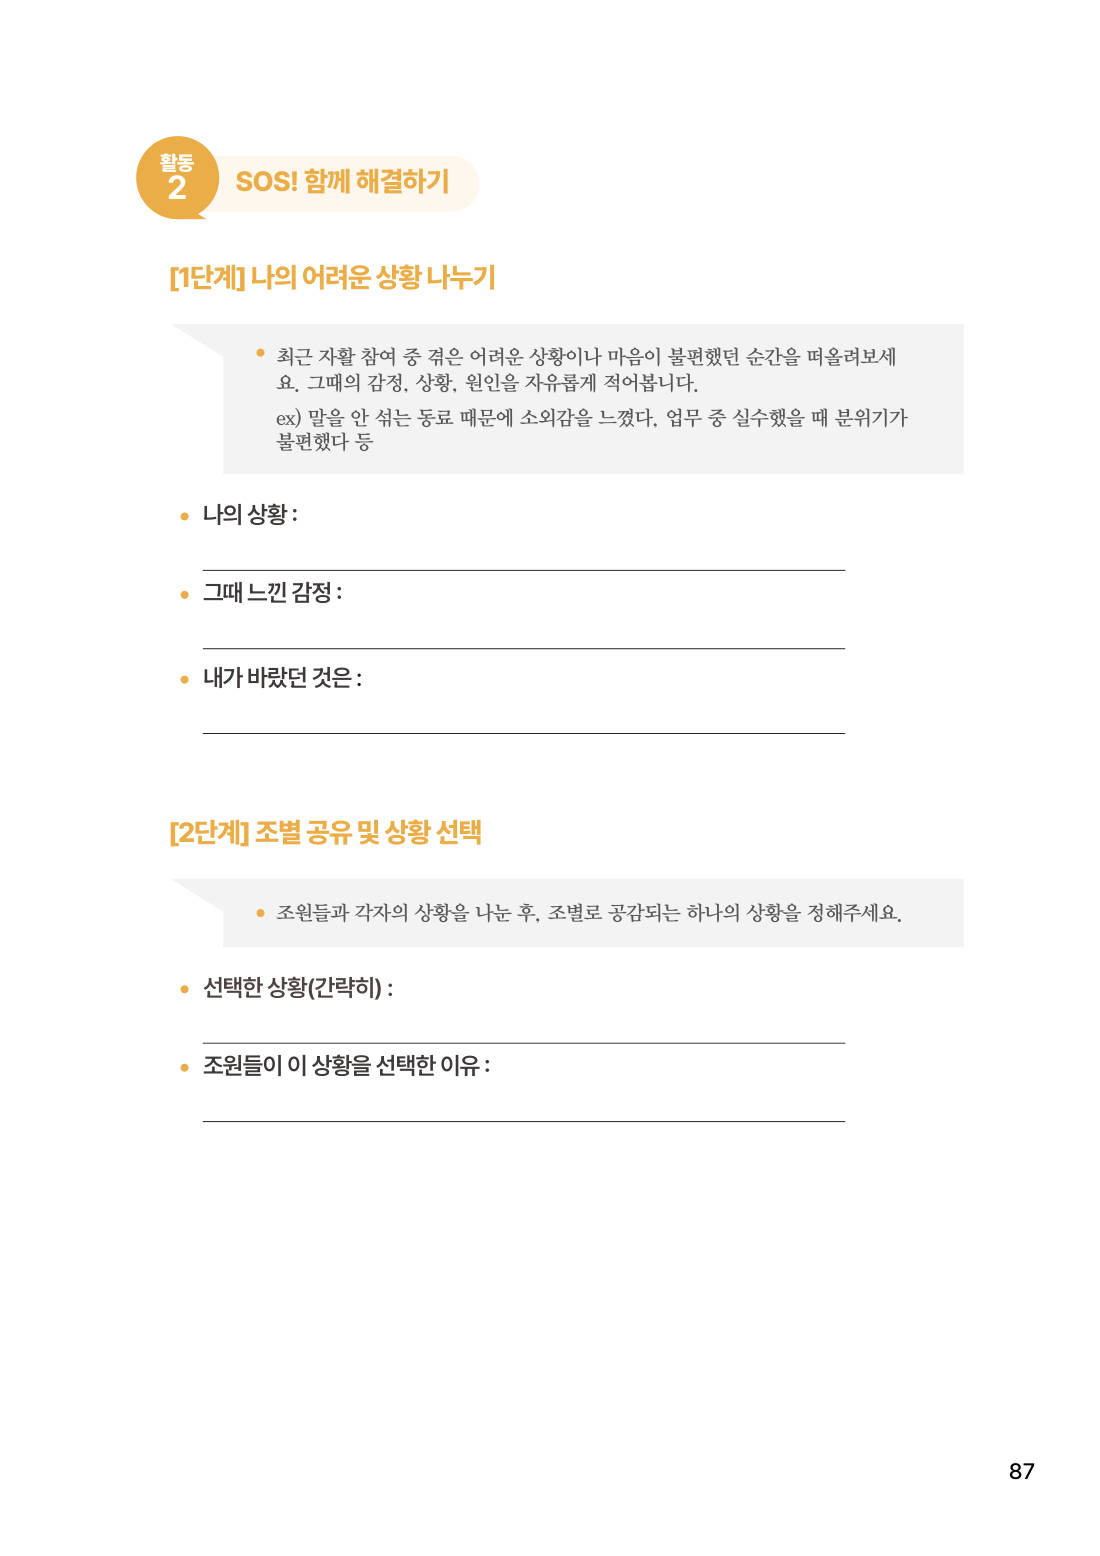 활동
2
SOS! 함께 해결하기
[1단계] 나의 어려운 상황 나누기
• 최근 자활 참여 중 겪은 어려운 상황이나 마음이 불편했던 순간을 떠올려보세
요. 그때의 감정, 상황, 원인을 자유롭게 적어봅니다.
ex) 말을 안 섞는 동료 때문에 소외감을 느꼈다, 업무 중 실수했을 때 분위기가
불편했다 등
• 나의 상황 :
• 그때 느낀 감정 :
• 내가 바랐던 것은 :
[2단계] 조별 공유 및 상황 선택
• 조원들과 각자의 상황을 나눈 후, 조별로 공감되는 하나의 상황을 정해주세요.
• 선택한 상황(간략히) :
• 조원들이 이 상황을 선택한 이유 :
87